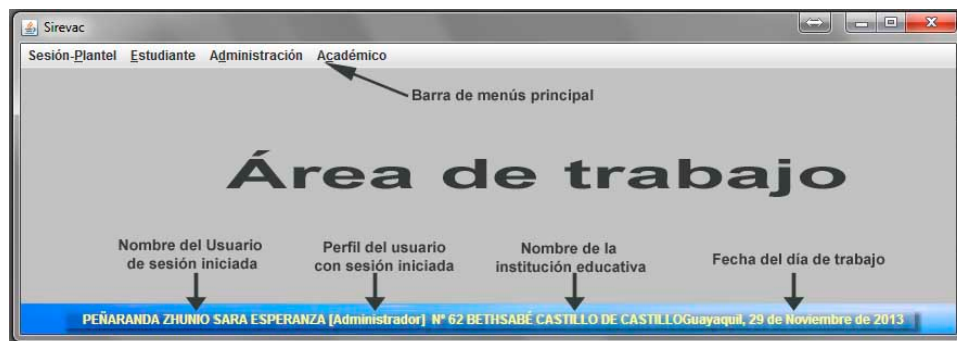 Sirevac
Sesión-Plantel Estudiante Administración Académico
Barra de menús principal
Área de trabajo
Nombre del Usuario
de sesión iniciada
Perfil del usuario
con sesión iniciada
Nombre de la
institución educativa
Fecha del día de trabajo
PEÑARANDA ZHUNIO SARA ESPERANZA [Administrador] N° 62 BETHSABÉ CASTILLO DE CASTILLOGuayaquil, 29 de Noviembre de 2013